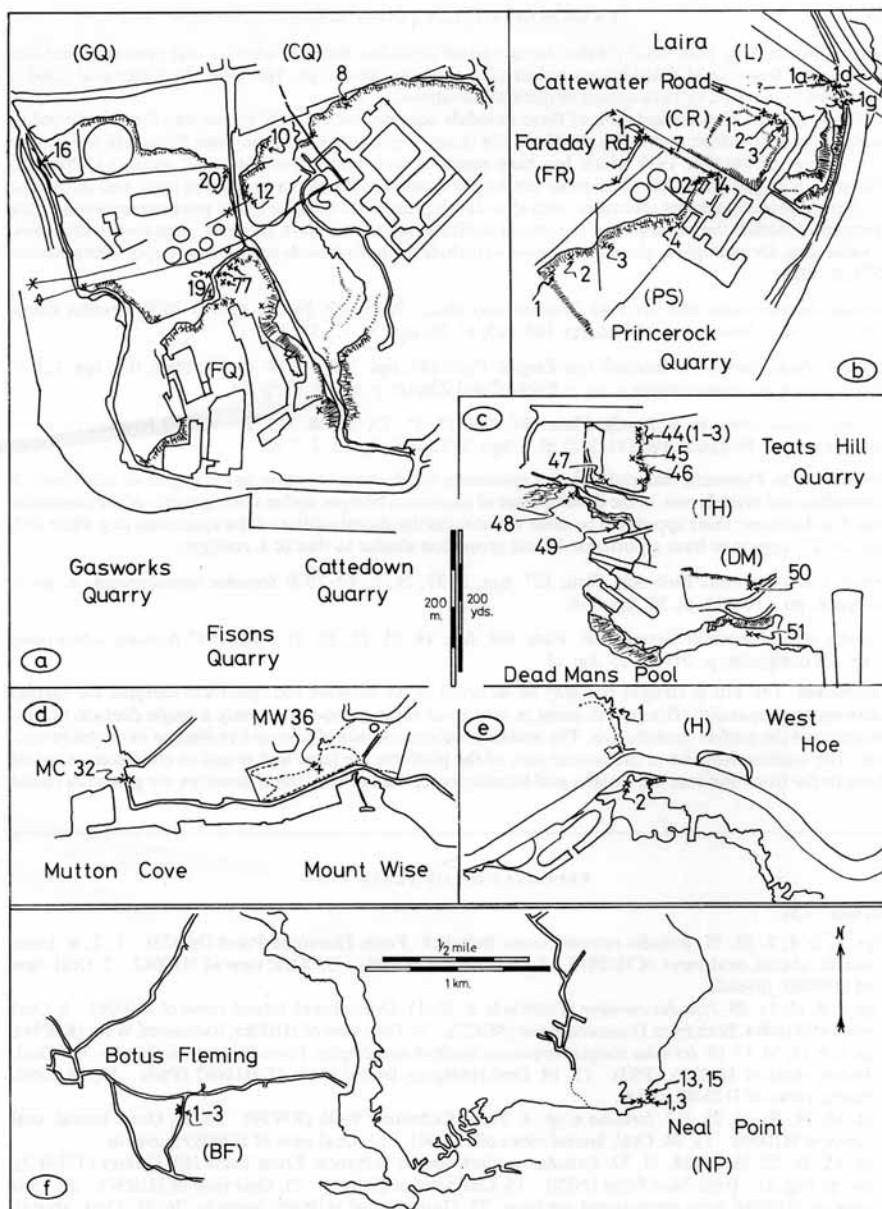 (GQ)
(CQ)
8
10
16
20
12
19
77
(FQ)
Gasworks
Quarry
Cattedown
Quarry
Fisons
Quarry
a
200
m.
200
yds.
Laira
(L)
Cattewater Road
(CR)
1a
1d
1g
1
7
1
3
Faraday Rd.
(FR)
02
14
4
3
2
1
(PS)
Princerock
Quarry
b
c
44(1-3)
45
46
47
48
49
Teats Hill
Quarry
(TH)
(DM)
50
51
Dead Mans Pool
d
MW36
MC 32
Mutton Cove
Mount Wise
e
1
(H)
West
Hoe
2
1/2 mile
1 km.
N
Botus Fleming
1-3
(BF)
f
2
13, 15
1,3
Neal Point
(NP)